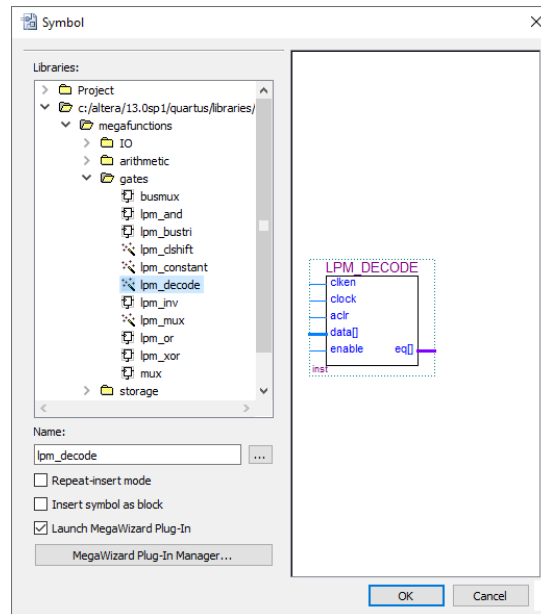 Symbol
Libraries:
Project
c:/altera/13.0sp1/quartus/libraries/
megafunctions
IO
arithmetic
gates
busmux
lpm_and
lpm_bustri
lpm_clshift
lpm_constant
lpm_decode
lpm_inv
lpm_mux
lpm_or
lpm_xor
mux
storage
Name:
lpm_decode
...
Repeat-insert mode
Insert symbol as block
Launch MegaWizard Plug-In
MegaWizard Plug-In Manager...
LPM_DECODE
clken
clock
aclr
data[]
enable eq[]
inst
OK Cancel